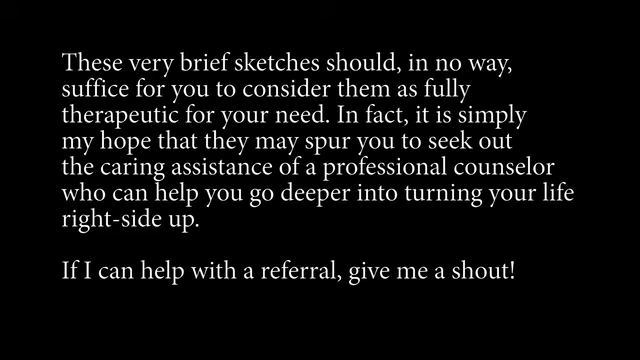 These very brief sketches should, in no way,
suffice for you to consider them as fully
therapeutic for your need. In fact, it is simply
my hope that they may spur you to seek out
the caring assistance of a professional counselor
who can help you go deeper into turning your life
right-side up.
If I can help with a referral, give me a shout!